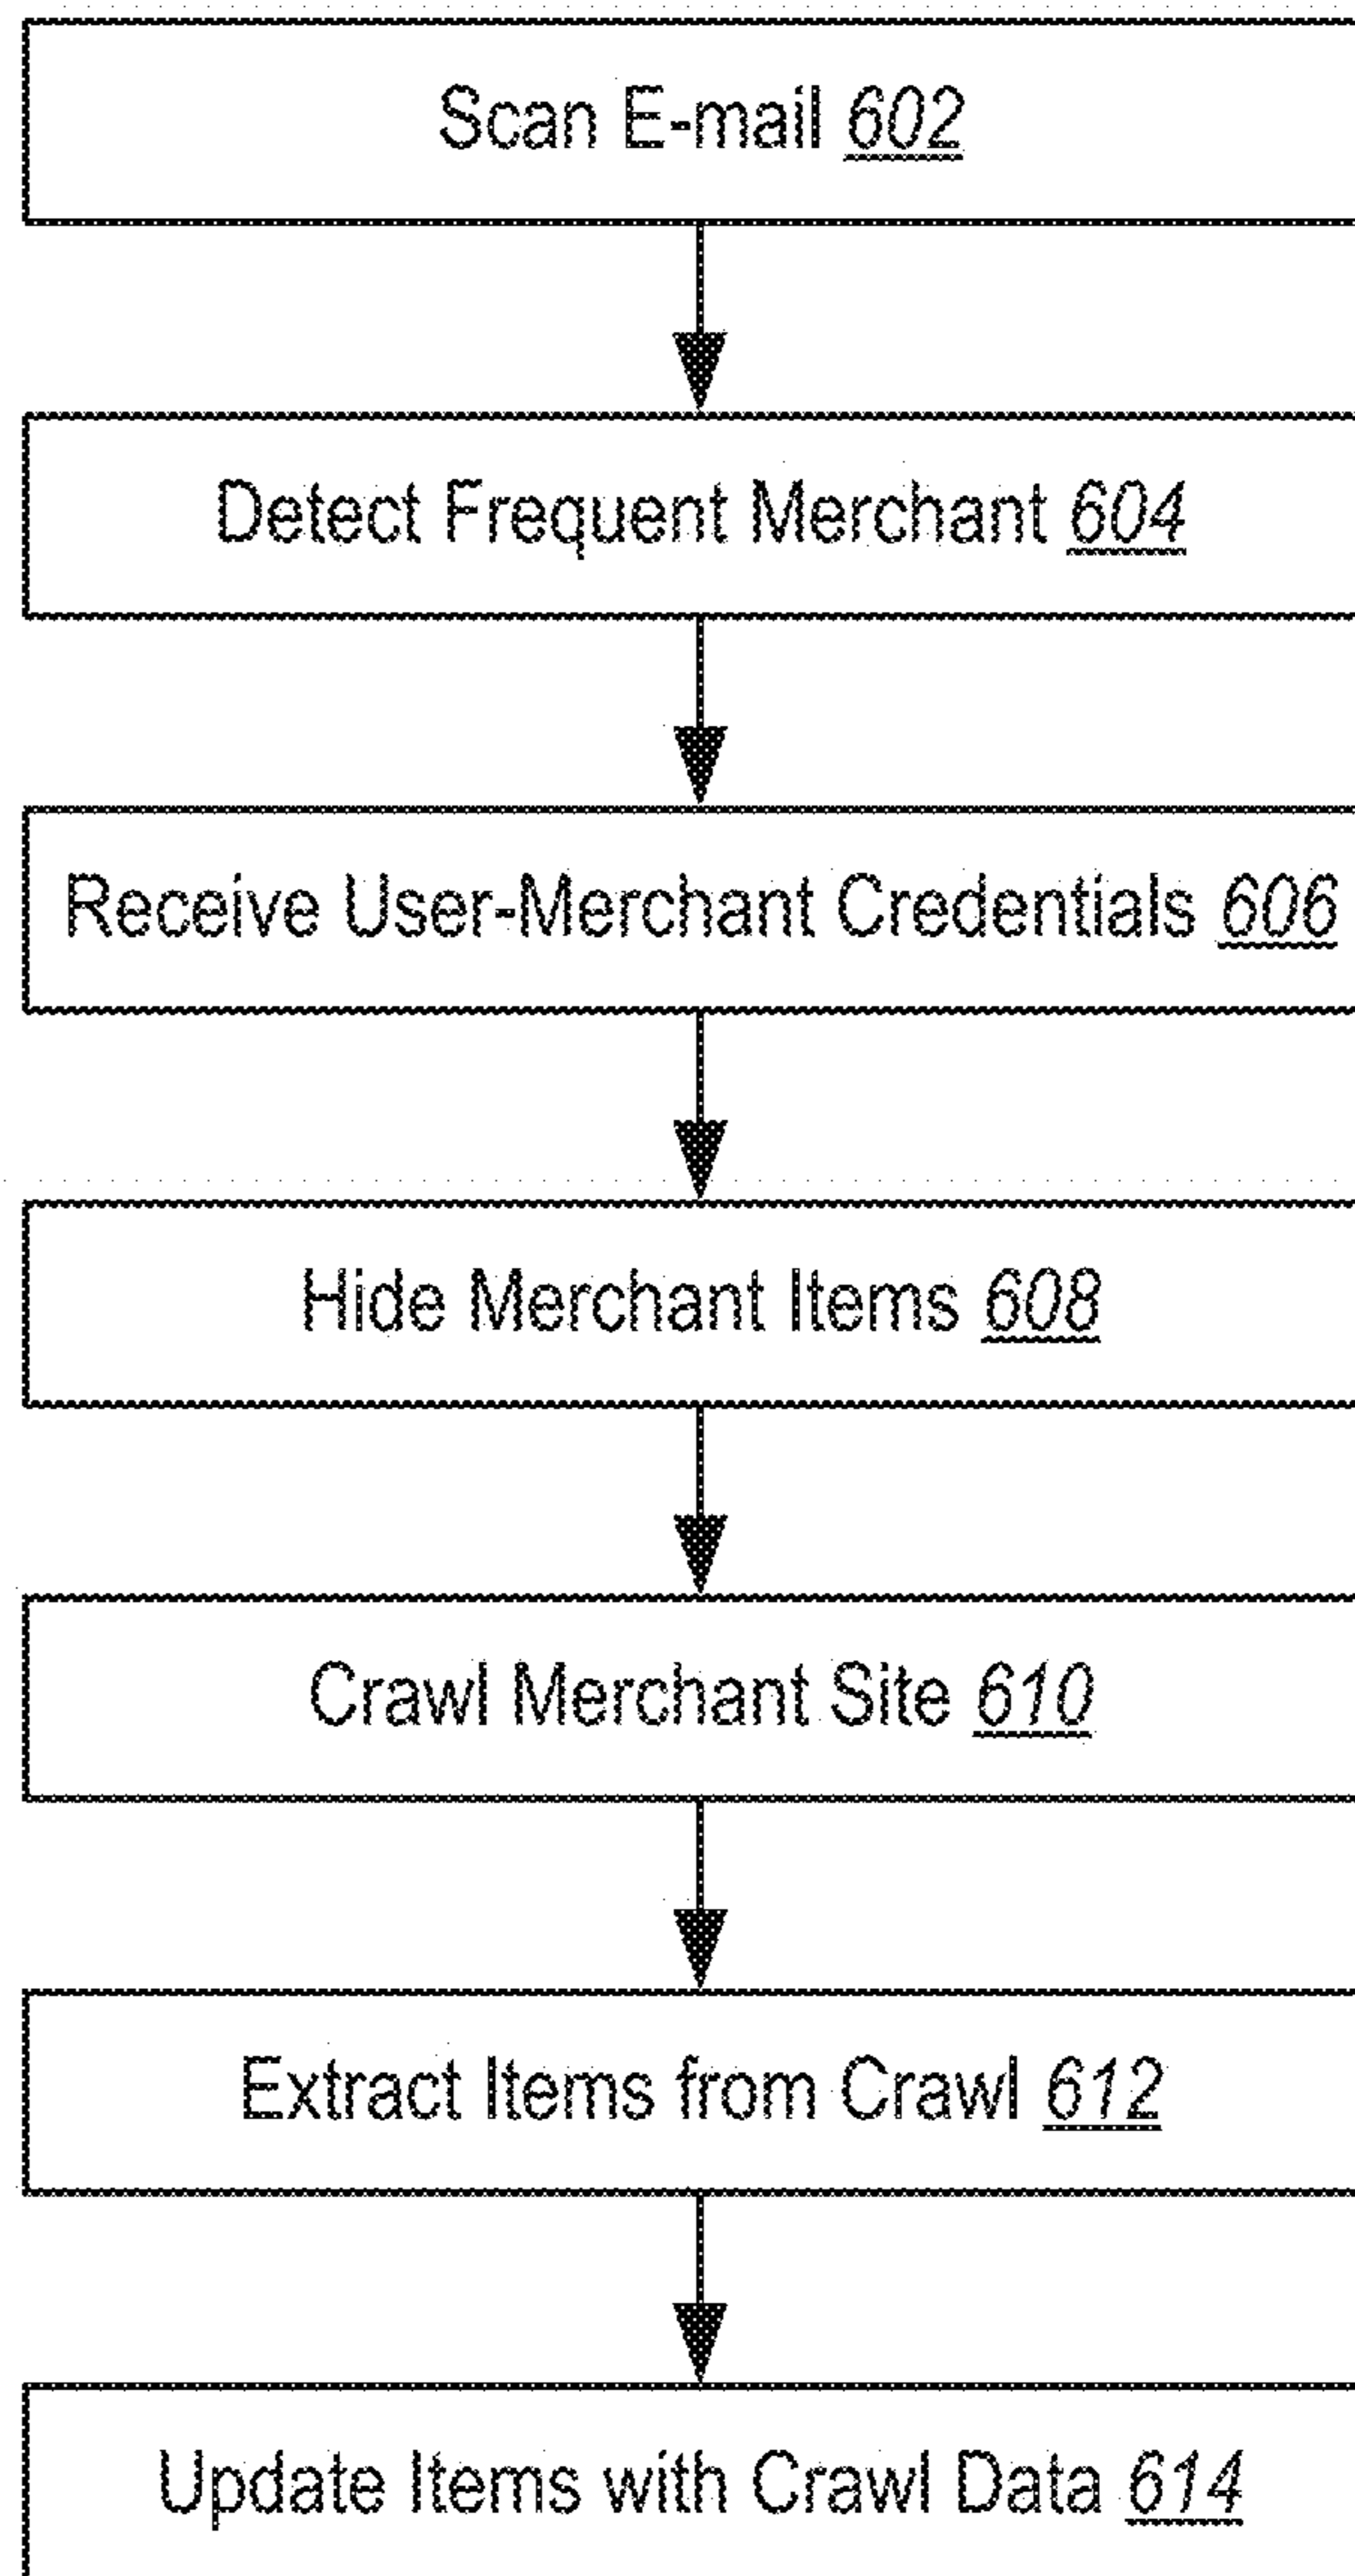 Scan E-mail 602
Detect Frequent Merchant 604
Receive User-Merchant Credentials 606
Hide Merchant Items 608
Crawl Merchant Site 610
Extract Items from Crawl 612
Update Items with Crawl Data 614